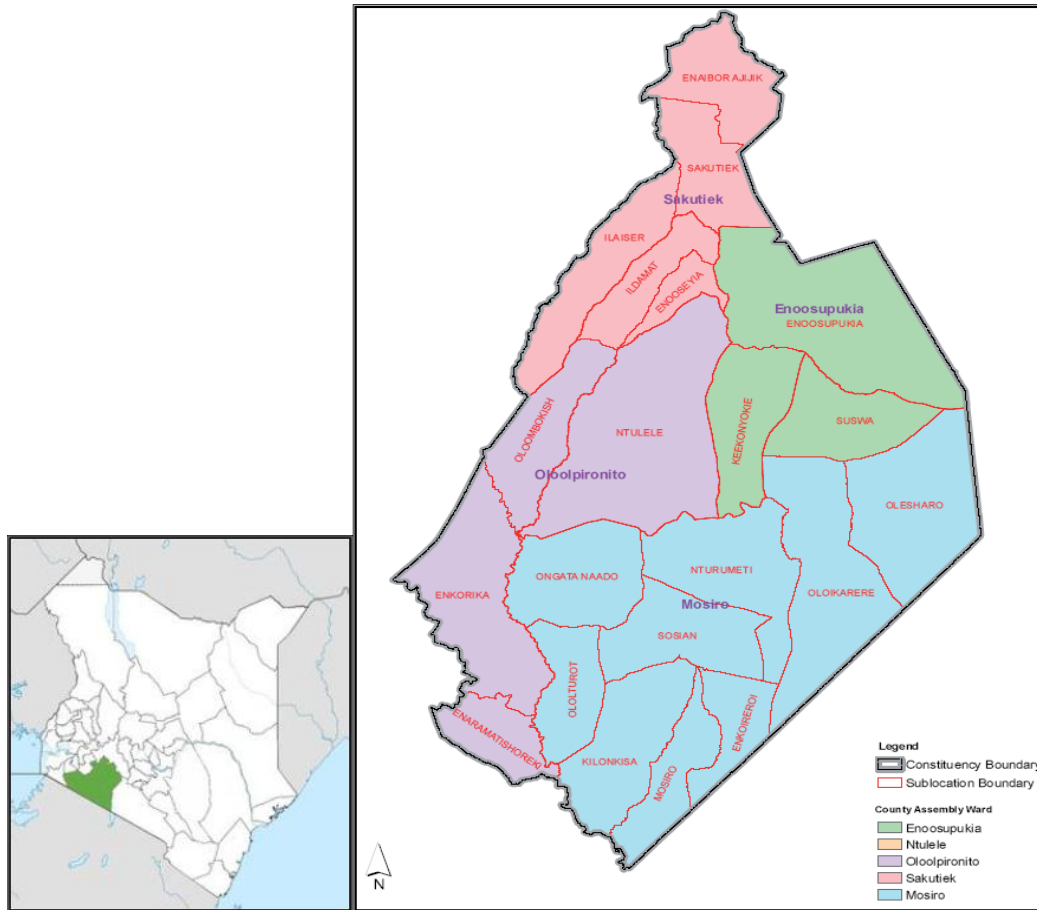 ENAIBOR AJIJIK
SAKUTIEK
Sakutiek
ILAISER
ILDAMAT
ENOOSEYIA
Enoosupukia
ENOOSUPUKIA
OLOOMBOKISH
NTULELE
KEEKONYOKIE
SUSWA
Oloolpironito
OLESHARO
ONGATA NAADO
NTURUMETI
ENKORIKA
OLOIKARERE
Mosiro
SOSIAN
OLOLTUROT
ENARAMATISHOREKI
ENKOIREROI
KILONKISA
MOSIRO
N
Legend
Constituency Boundary
Sublocation Boundary
County Assembly Ward
Enoosupukia
Ntulele
Oloolpironito
Sakutiek
Mosiro